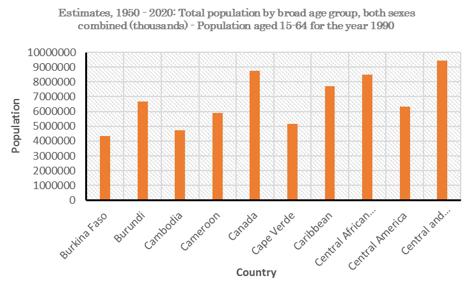 Estimates, 1950 - 2020: Total population by broad age group, both sexes
combined (thousands) - Population aged 15-64 for the year 1990
10000000
9000000
8000000
7000000
6000000
5000000
4000000
3000000
2000000
1000000
0
Population
Burkina Faso
Burundi
Cambodia
Cameroon
Canada
Cape Verde
Caribbean
Central African...
Central America
Central and...
Country